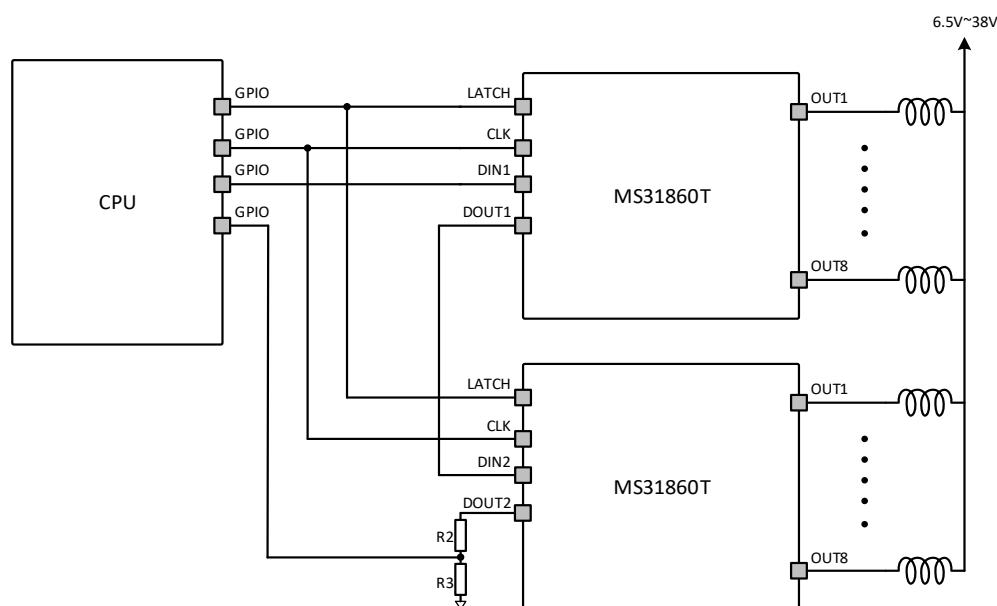 6.5V~38V
CPU
GPIO
GPIO
GPIO
GPIO
LATCH
CLK
DIN1
DOUT1
MS31860T
OUT1
OUT8
LATCH
CLK
DIN2
DOUT2
MS31860T
OUT1
OUT8
R2
R3